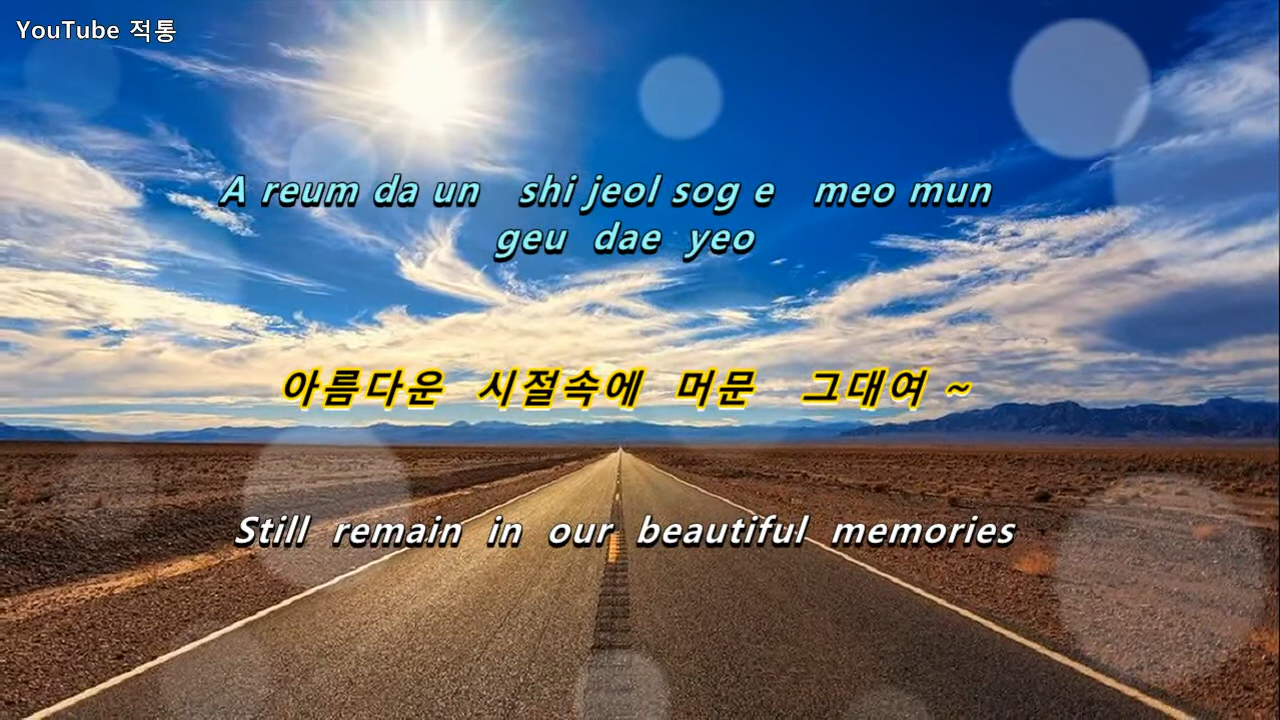 YouTube 적통
A reum da un shi jeol sog e meo mun
geu dae yeo
아름다운 시절속에 머문 그대여 ~
Still remain in our beautiful memories